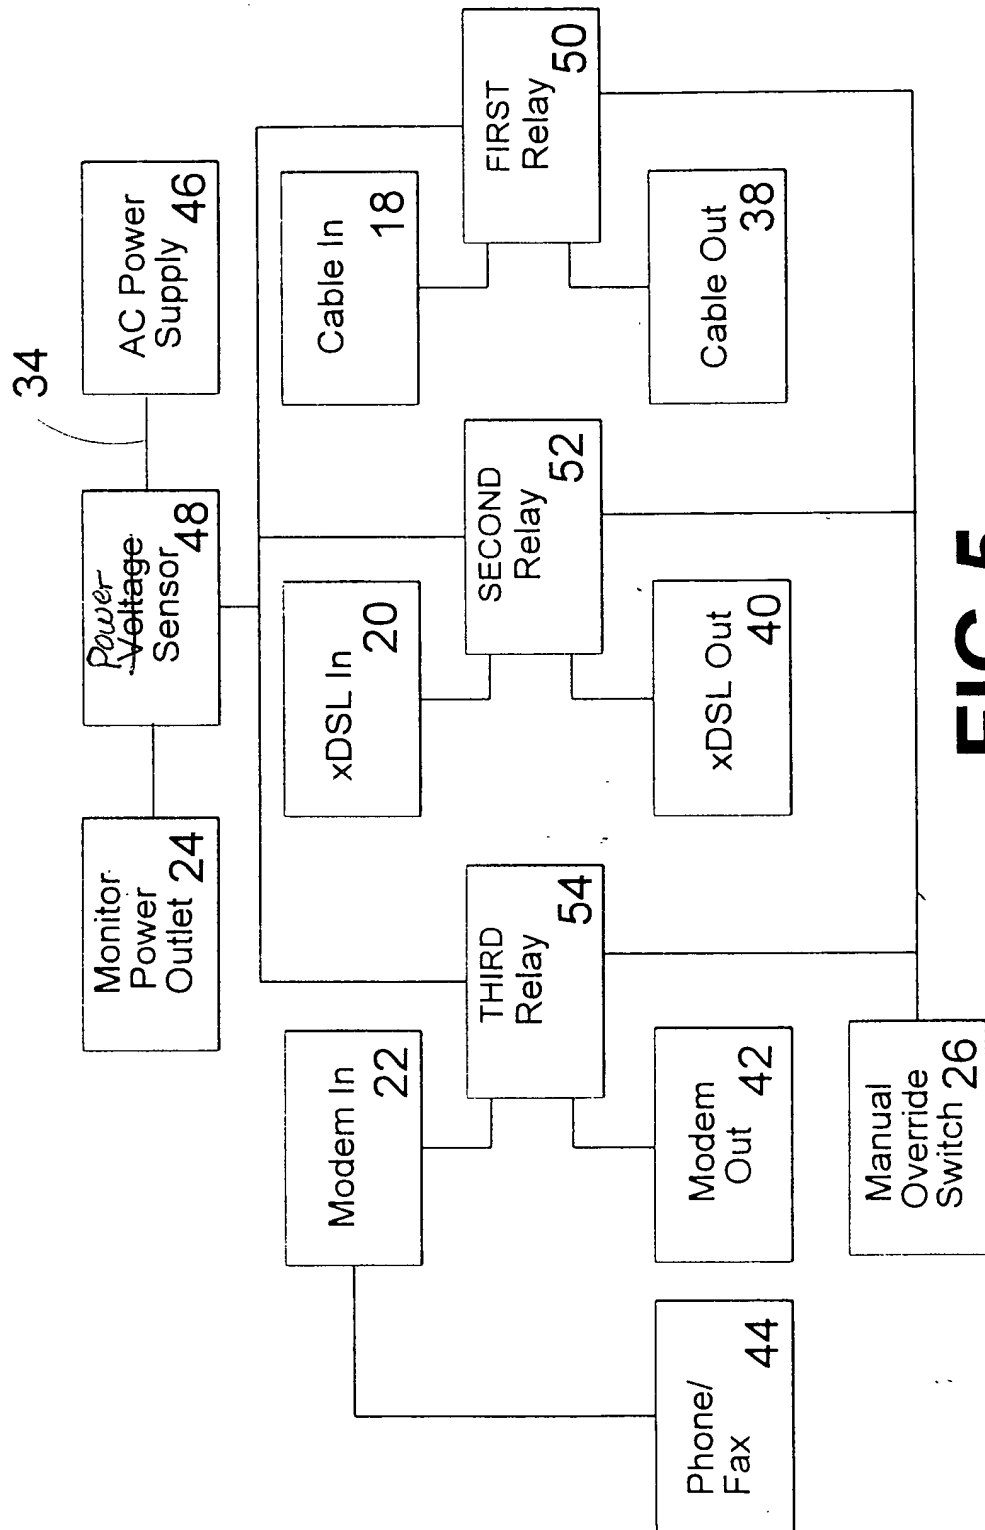 34
Monitor
Power
Outlet 24
Power
Voltage
Sensor 48
AC Power
Supply 46
Modem In
22
xDSL In
20
Cable In
18
THIRD
Relay
54
SECOND
Relay
52
FIRST
Relay
50
Phone/
Fax
44
Modem
Out
42
xDSL Out
40
Cable Out
38
Manual
Override
Switch 26
FIG. 5